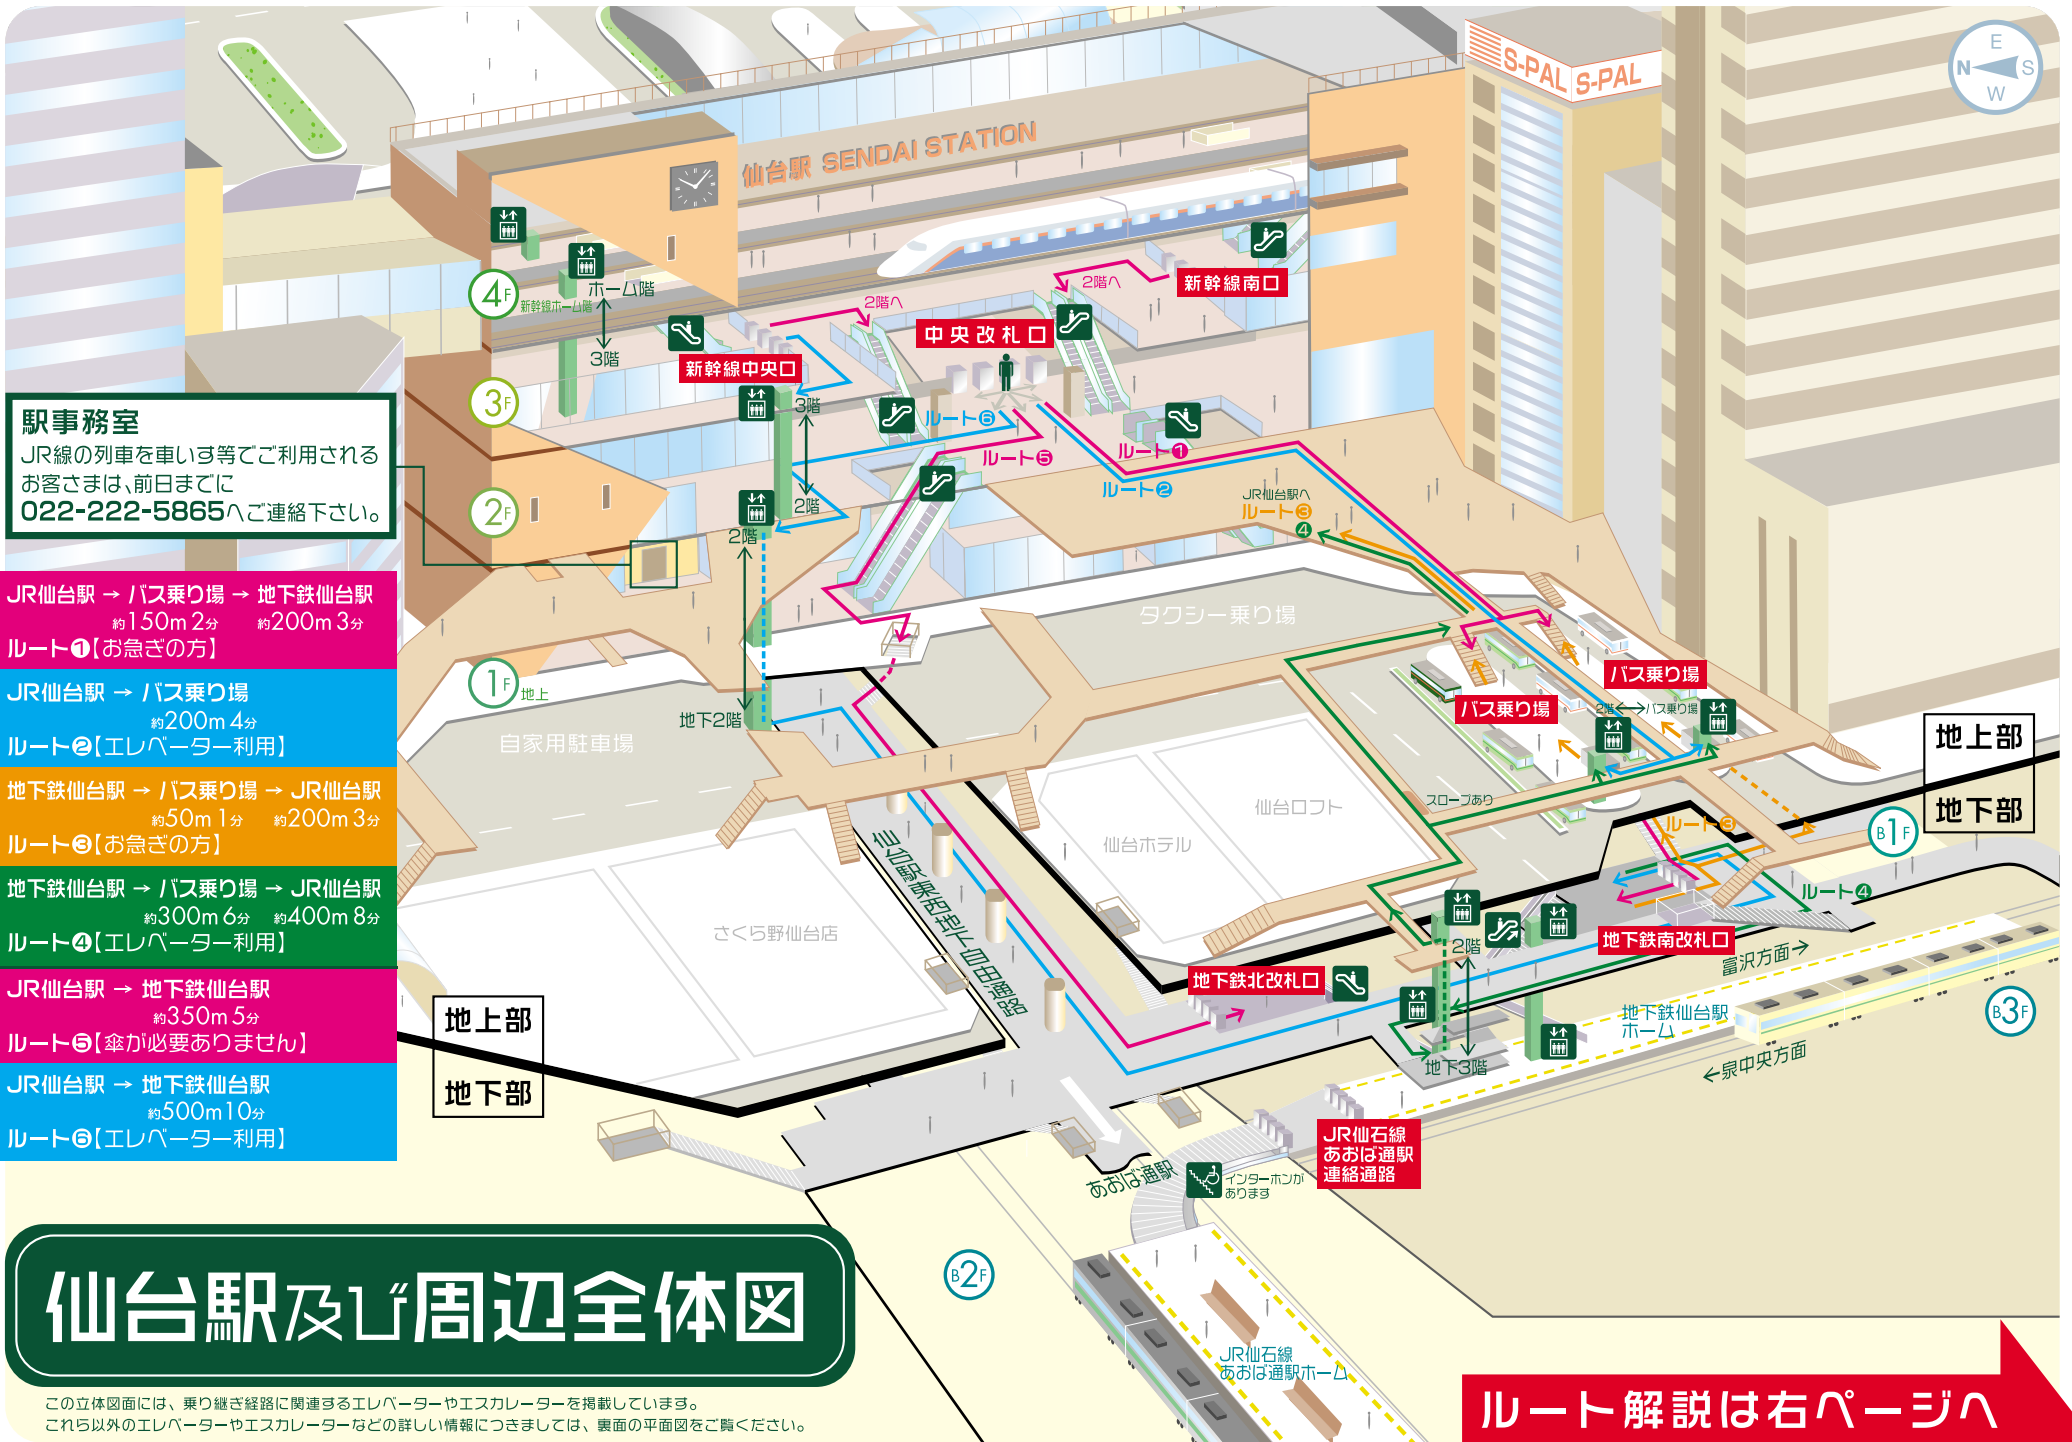 S-PAL
S-PAL
E
N
S
W
仙台駅 SENDAI STATION
4F
新幹線ホーム階
ホーム階
3階
2階へ
2階へ
新幹線南口
中央改札口
新幹線中央口
3F
3階
2階
ルート❻
ルート❺
ルート❶
ルート❷
JR仙台駅へ
ルート❸
❹
2F
2階
駅事務室
JR線の列車を車いす等でご利用される
お客さまは、前日までに
022-222-5865へご連絡下さい。
JR仙台駅 → バス乗り場 → 地下鉄仙台駅
約150m 2分 約200m 3分
ルート❶【お急ぎの方】
JR仙台駅 → バス乗り場
約200m 4分
ルート❷【エレベーター利用】
地下鉄仙台駅 → バス乗り場 → JR仙台駅
約50m 1分 約200m 3分
ルート❸【お急ぎの方】
地下鉄仙台駅 → バス乗り場 → JR仙台駅
約300m 6分 約400m 8分
ルート❹【エレベーター利用】
JR仙台駅 → 地下鉄仙台駅
約350m 5分
ルート❺【傘が必要ありません】
JR仙台駅 → 地下鉄仙台駅
約500m 10分
ルート❻【エレベーター利用】
タクシー乗り場
1F
地上
地下2階
自家用駐車場
バス乗り場
バス乗り場
2階←→バス乗り場
地上部
地下部
スロープあり
仙台ロフト
仙台ホテル
ルート❸
B1F
仙台駅東西地下自由通路
さくら野仙台店
ルート❹
2階
地下鉄南改札口
富沢方面→
地下鉄北改札口
地下鉄仙台駅
ホーム
B3F
地上部
地下部
地下3階
←泉中央方面
JR仙石線
あおば通駅
連絡通路
あおば通駅
インターホンが
あります
B2F
JR仙石線
あおば通駅ホーム
仙台駅及び周辺全体図
この立体図面には、乗り継ぎ経路に関連するエレベーターやエスカレーターを掲載しています。
これら以外のエレベーターやエスカレーターなどの詳しい情報につきましては、裏面の平面図をご覧ください。
ルート解説は右ページへ